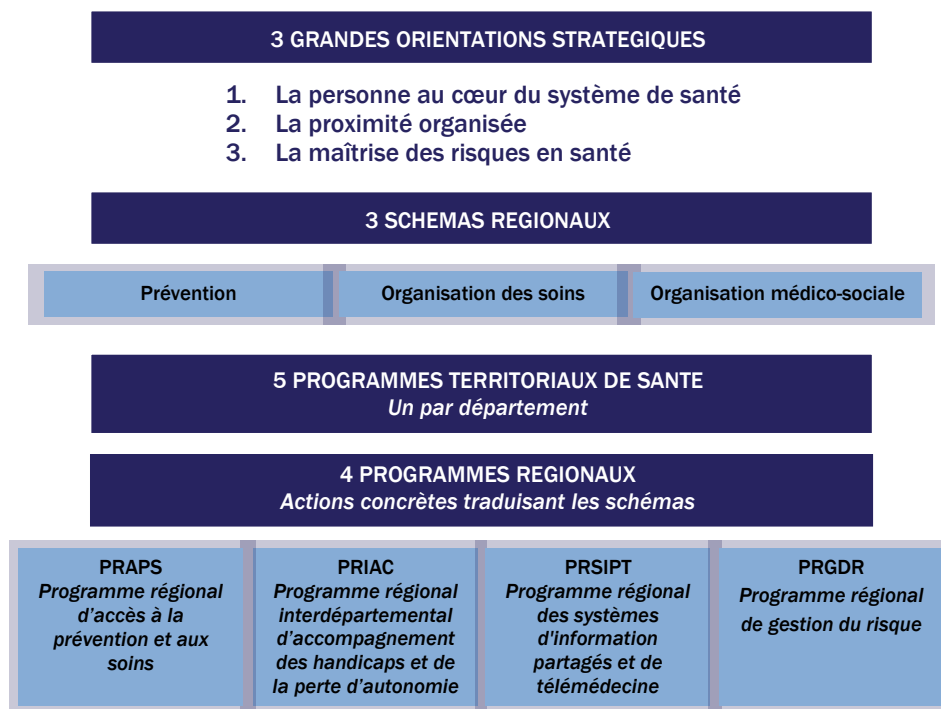 3 GRANDES ORIENTATIONS STRATEGIQUES
1. La personne au cœur du système de santé
2. La proximité organisée
3. La maîtrise des risques en santé
3 SCHEMAS REGIONAUX
Prévention
Organisation des soins
Organisation médico-sociale
5 PROGRAMMES TERRITORIAUX DE SANTE
Un par département
4 PROGRAMMES REGIONAUX
Actions concrètes traduisant les schémas
PRAPS
Programme régional
d'accès à la
prévention et aux
soins
PRIAC
Programme régional
interdépartemental
d'accompagnement
des handicaps et de
la perte d'autonomie
PRSIPT
Programme régional
des systèmes
d'information
partagés et de
télémédecine
PRGDR
Programme régional
de gestion du risque